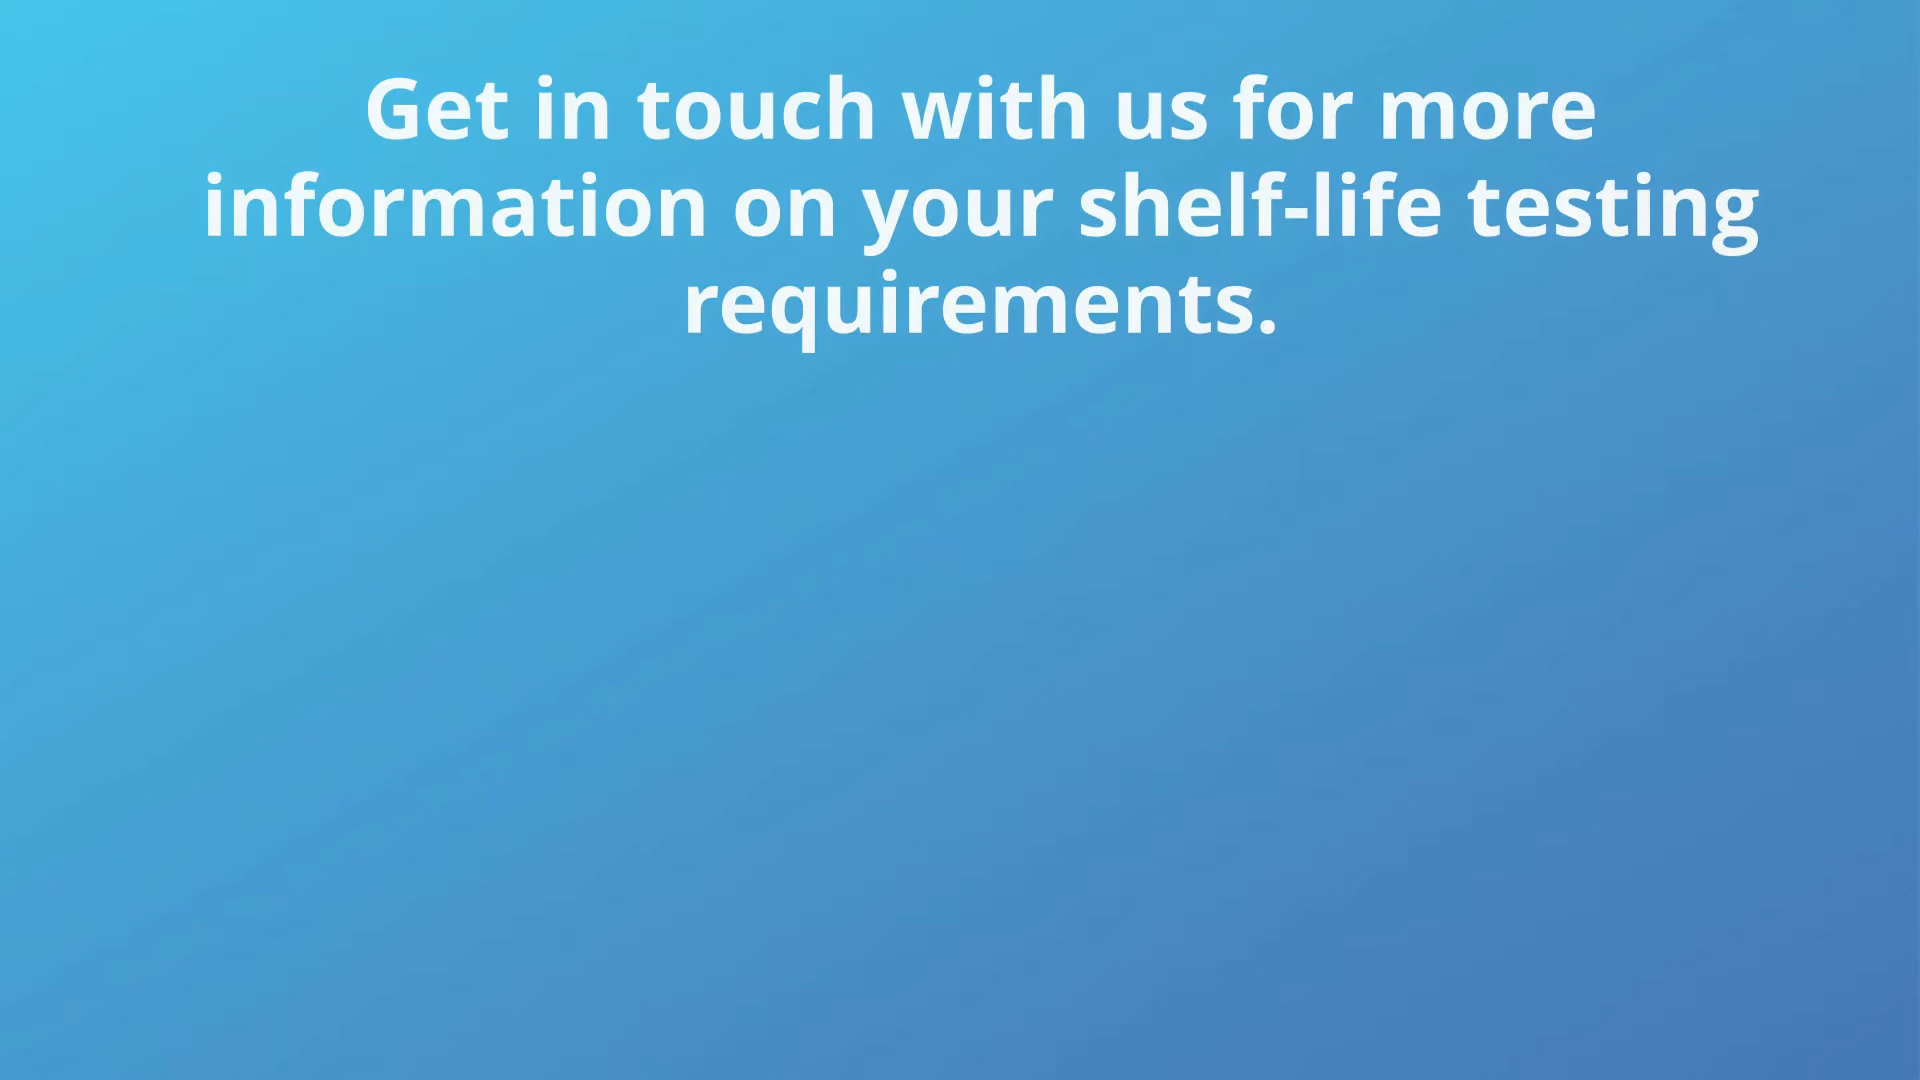 Get in touch with us for more
information on your shelf-life testing
requirements.